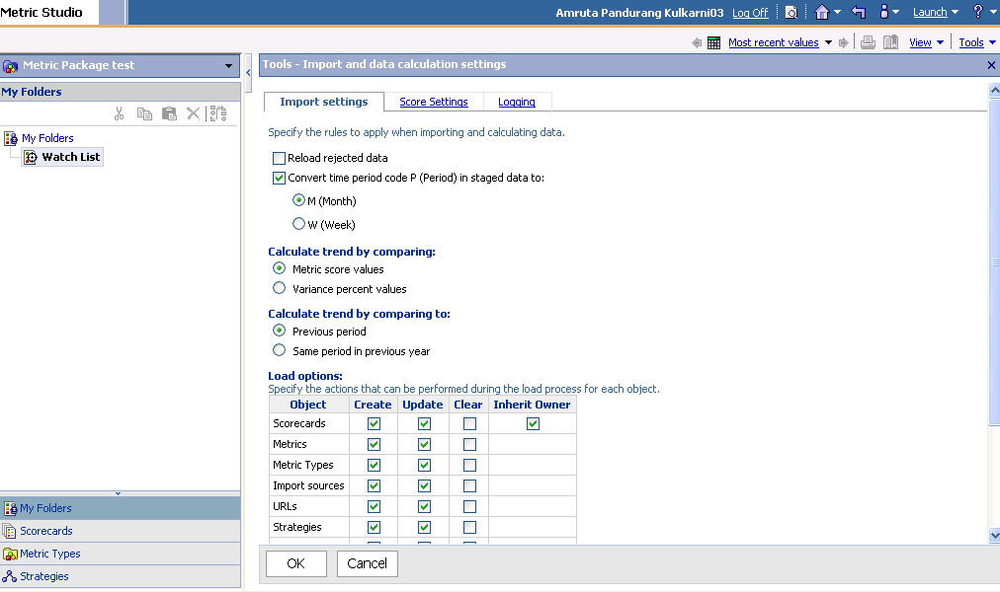 Metric Studio
Amruta Pandurang Kulkarni03 Log Off Launch ?
Most recent values View Tools
Metric Package test
Tools - Import and data calculation settings
My Folders
Import settings Score Settings Logging
My Folders
Watch List
Specify the rules to apply when importing and calculating data.
Reload rejected data
Convert time period code P (Period) in staged data to:
M (Month)
W (Week)
Calculate trend by comparing:
Metric score values
Variance percent values
Calculate trend by comparing to:
Previous period
Same period in previous year
Load options:
Specify the actions that can be performed during the load process for each object.
Object Create Update Clear Inherit Owner
Scorecards
Metrics
Metric Types
Import sources
URLs
Strategies
My Folders
Scorecards
Metric Types
Strategies
OK Cancel